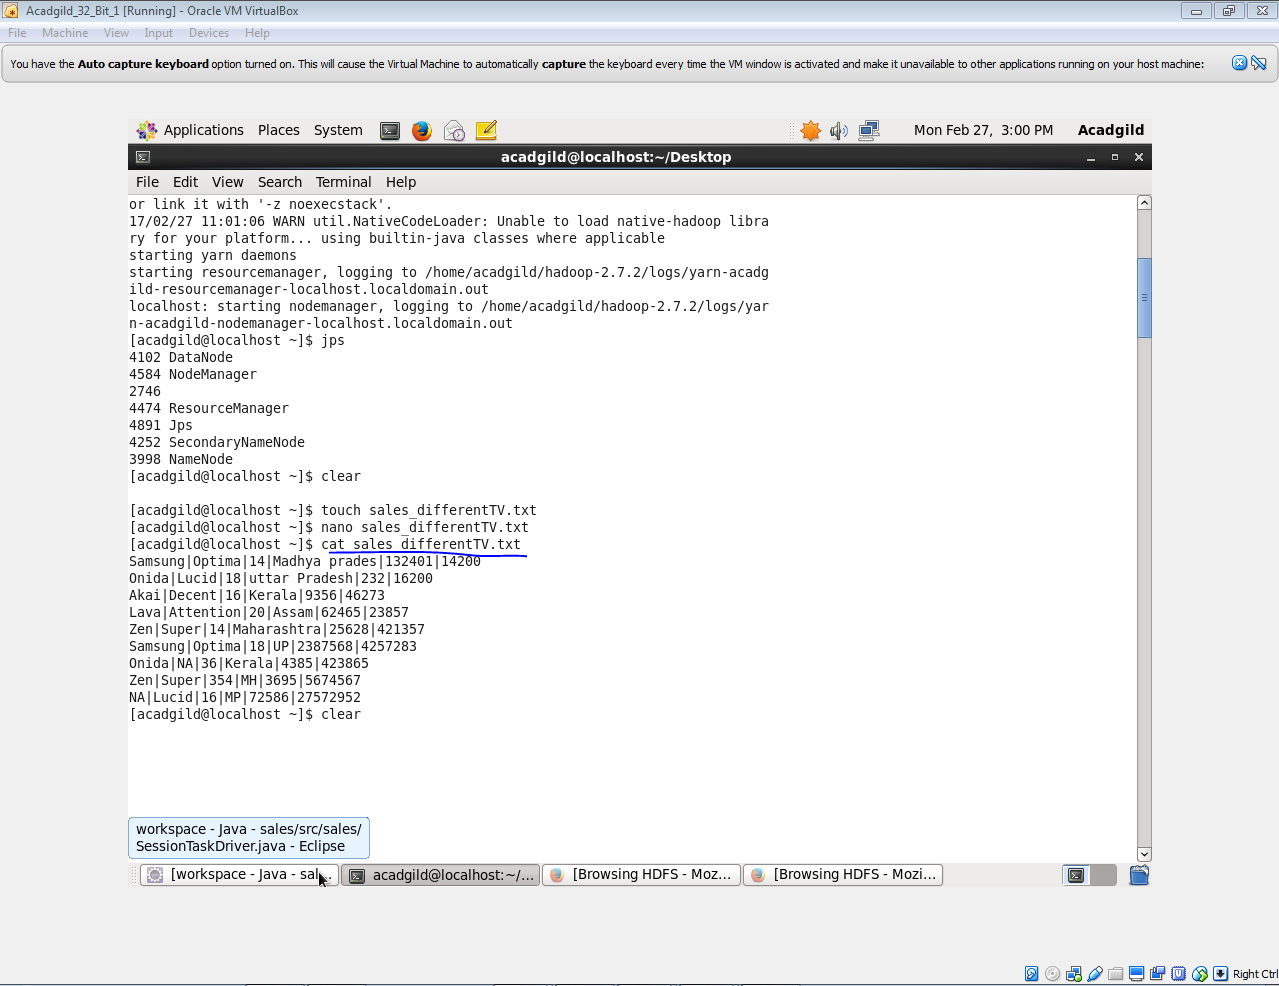 Acadgild_32_Bit_1 [Running] - Oracle VM VirtualBox
File Machine View Input Devices Help
You have the Auto capture keyboard option turned on. This will cause the Virtual Machine to automatically capture the keyboard every time the VM window is activated and make it unavailable to other applications running on your host machine:
Applications Places System Mon Feb 27, 3:00 PM Acadgild
acadgild@localhost:~/Desktop
File Edit View Search Terminal Help
or link it with '-z noexecstack'.
17/02/27 11:01:06 WARN util.NativeCodeLoader: Unable to load native-hadoop libra
ry for your platform... using builtin-java classes where applicable
starting yarn daemons
starting resourcemanager, logging to /home/acadgild/hadoop-2.7.2/logs/yarn-acadg
ild-resourcemanager-localhost.localdomain.out
localhost: starting nodemanager, logging to /home/acadgild/hadoop-2.7.2/logs/yar
n-acadgild-nodemanager-localhost.localdomain.out
[acadgild@localhost ~]$ jps
4102 DataNode
4584 NodeManager
2746
4474 ResourceManager
4891 Jps
4252 SecondaryNameNode
3998 NameNode
[acadgild@localhost ~]$ clear
[acadgild@localhost ~]$ touch sales_differentTV.txt
[acadgild@localhost ~]$ nano sales_differentTV.txt
[acadgild@localhost ~]$ cat sales_differentTV.txt
Samsung|Optima|14|Madhya prades|132401|14200
Onida|Lucid|18|uttar Pradesh|232|16200
Akai|Decent|16|Kerala|9356|46273
Lava|Attention|20|Assam|62465|23857
Zen|Super|14|Maharashtra|25628|421357
Samsung|Optima|18|UP|2387568|4257283
Onida|NA|36|Kerala|4385|423865
Zen|Super|354|MH|3695|5674567
NA|Lucid|16|MP|72586|27572952
[acadgild@localhost ~]$ clear
workspace - Java - sales/src/sales/
SessionTaskDriver.java - Eclipse
[workspace - Java - sal... acadgild@localhost:~/... [Browsing HDFS - Moz... [Browsing HDFS - Mozi...
Right Ctrl